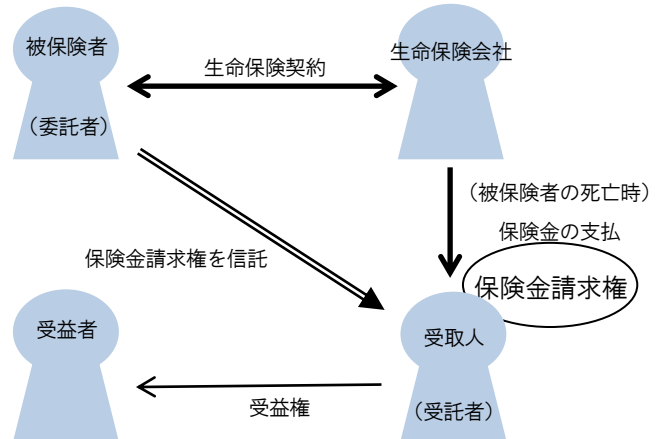 被保険者
（委託者）
生命保険契約
生命保険会社
（被保険者の死亡時）
保険金の支払
保険金請求権
保険金請求権を信託
受益者
受益権
受取人
（受託者）